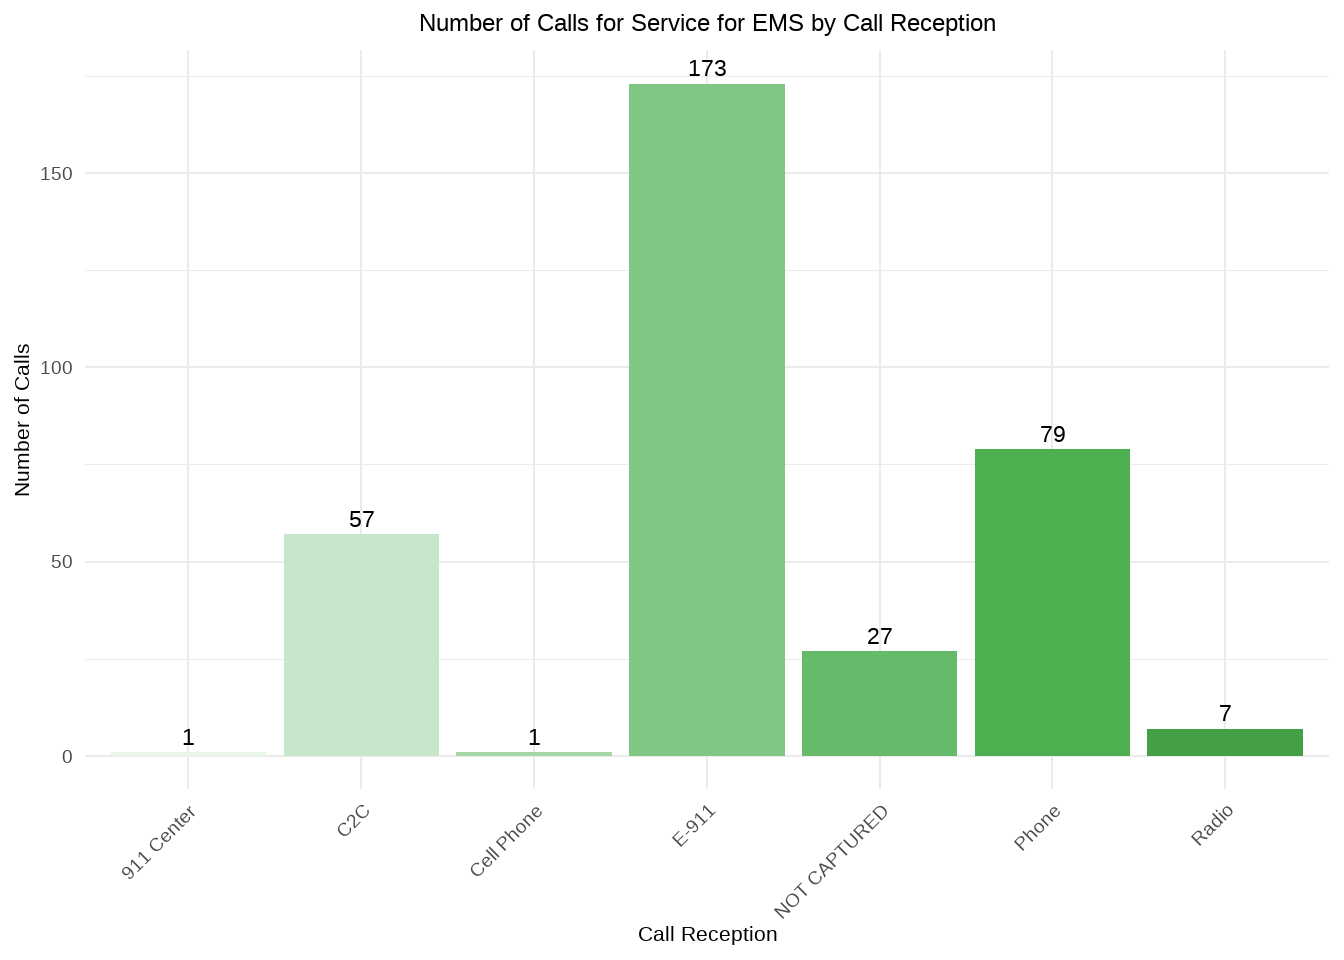 Number of Calls for Service for EMS by Call Reception
173
150
Number of Calls
100
79
57
50
27
7
1
1
0
911 Center
C2C
Cell Phone
E-911
NOT CAPTURED
Phone
Radio
Call Reception